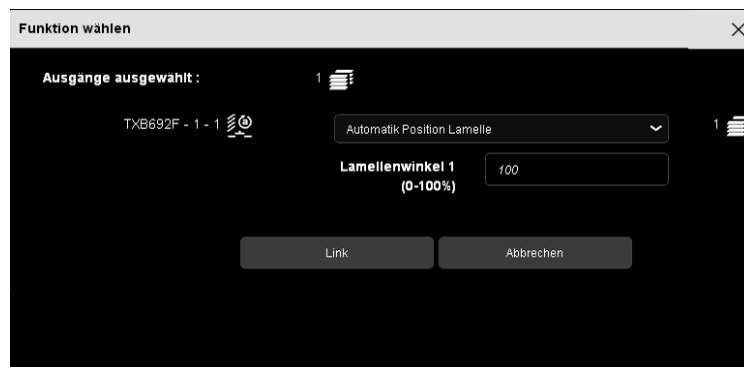 Funktion wählen
Ausgänge ausgewählt :
1
TXB692F - 1 - 1
Automatik Position Lamelle
1
Lamellenwinkel 1
100
(0-100%)
Link
Abbrechen